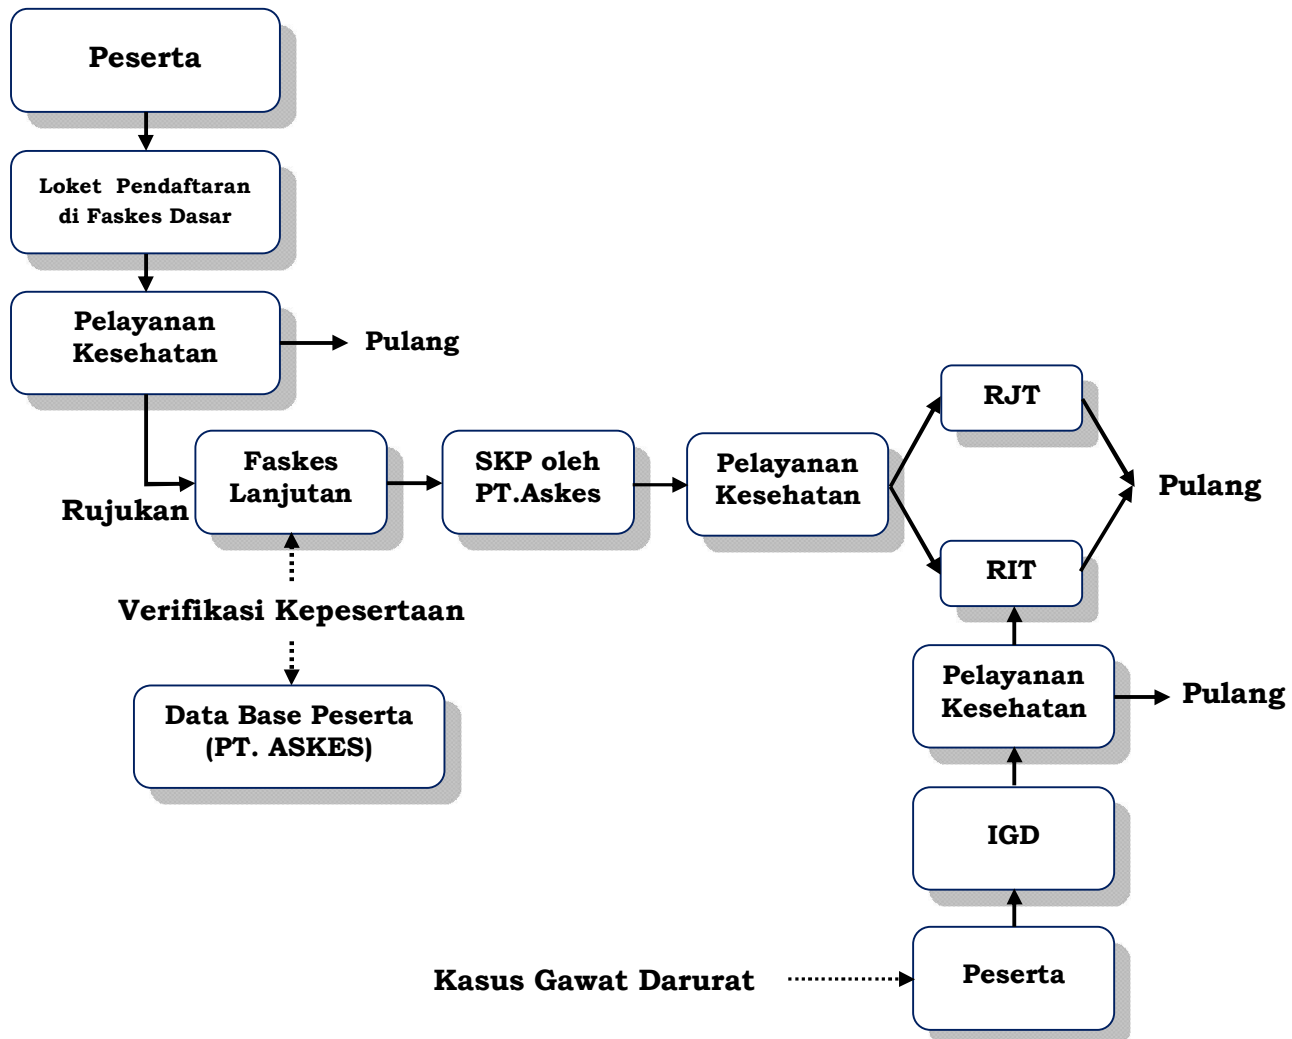 Peserta
Loket Pendaftaran
di Faskes Dasar
Pelayanan
Kesehatan
Pulang
Rujukan
Faskes
Lanjutan
SKP oleh
PT.Askes
Pelayanan
Kesehatan
RJT
RIT
Pulang
Verifikasi Kepesertaan
Data Base Peserta
(PT. ASKES)
Pelayanan
Kesehatan
Pulang
IGD
Kasus Gawat Darurat
Peserta